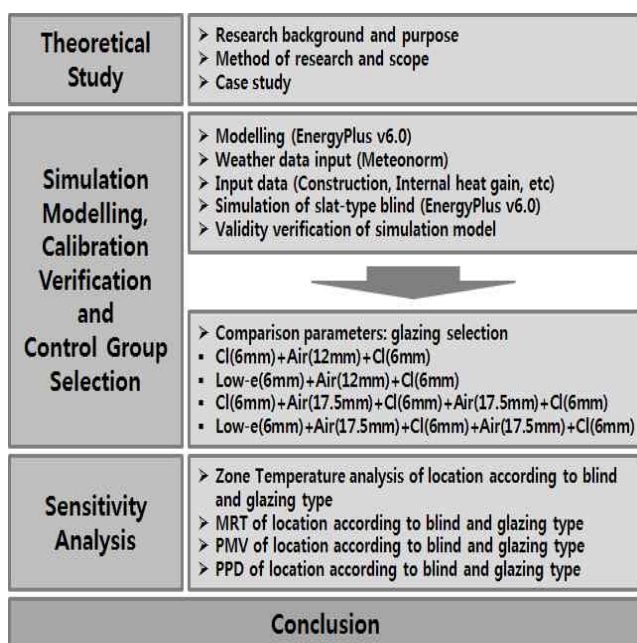 Theoretical
Study
➢ Research background and purpose
➢ Method of research and scope
➢ Case study
Simulation
Modelling,
Calibration
Verification
and
Control Group
Selection
➢ Modelling (EnergyPlus v6.0)
➢ Weather data input (Meteonorm)
➢ Input data (Construction, Internal heat gain, etc)
➢ Simulation of slat-type blind (EnergyPlus v6.0)
➢ Validity verification of simulation model
➢ Comparison parameters: glazing selection
▪ Cl(6mm)+Air(12mm)+Cl(6mm)
▪ Low-e(6mm)+Air(12mm)+Cl(6mm)
▪ Cl(6mm)+Air(17.5mm)+Cl(6mm)+Air(17.5mm)+Cl(6mm)
▪ Low-e(6mm)+Air(17.5mm)+Cl(6mm)+Air(17.5mm)+Cl(6mm)
Sensitivity
Analysis
➢ Zone Temperature analysis of location according to blind
and glazing type
➢ MRT of location according to blind and glazing type
➢ PMV of location according to blind and glazing type
➢ PPD of location according to blind and glazing type
Conclusion